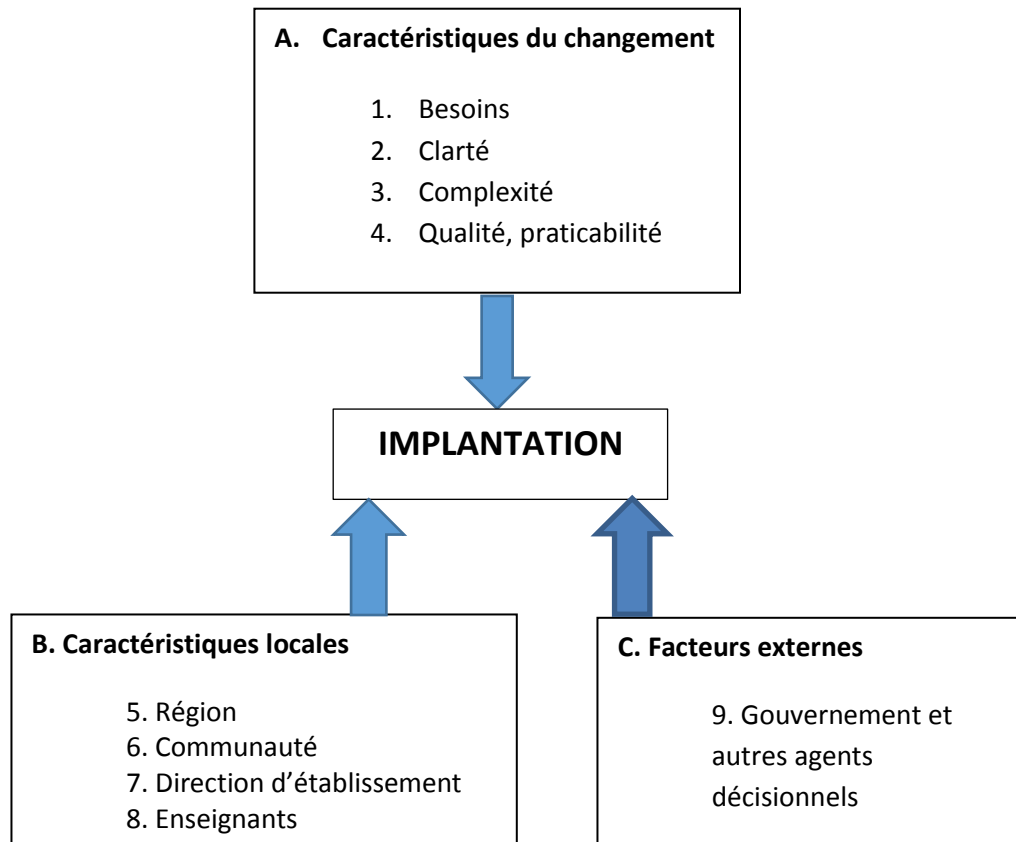 A. Caractéristiques du changement
1. Besoins
2. Clarté
3. Complexité
4. Qualité, praticabilité
IMPLANTATION
B. Caractéristiques locales
5. Région
6. Communauté
7. Direction d’établissement
8. Enseignants
C. Facteurs externes
9. Gouvernement et
autres agents
décisionnels